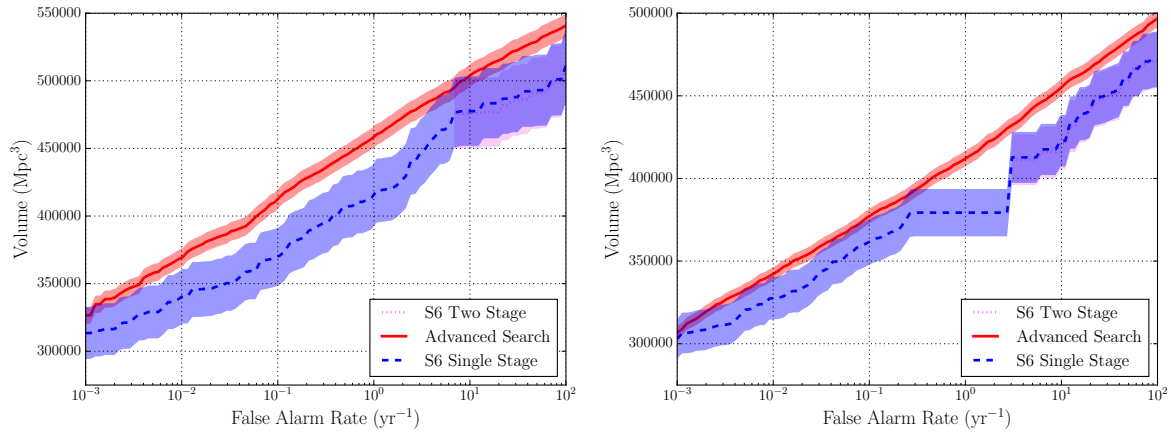 550000
500000
450000
400000
350000
300000
Volume (Mpc³)
10⁻³ 10⁻² 10⁻¹ 10⁰ 10¹ 10²
False Alarm Rate (yr⁻¹)
S6 Two Stage
Advanced Search
S6 Single Stage
500000
450000
400000
350000
300000
Volume (Mpc³)
10⁻³ 10⁻² 10⁻¹ 10⁰ 10¹ 10²
False Alarm Rate (yr⁻¹)
S6 Two Stage
Advanced Search
S6 Single Stage